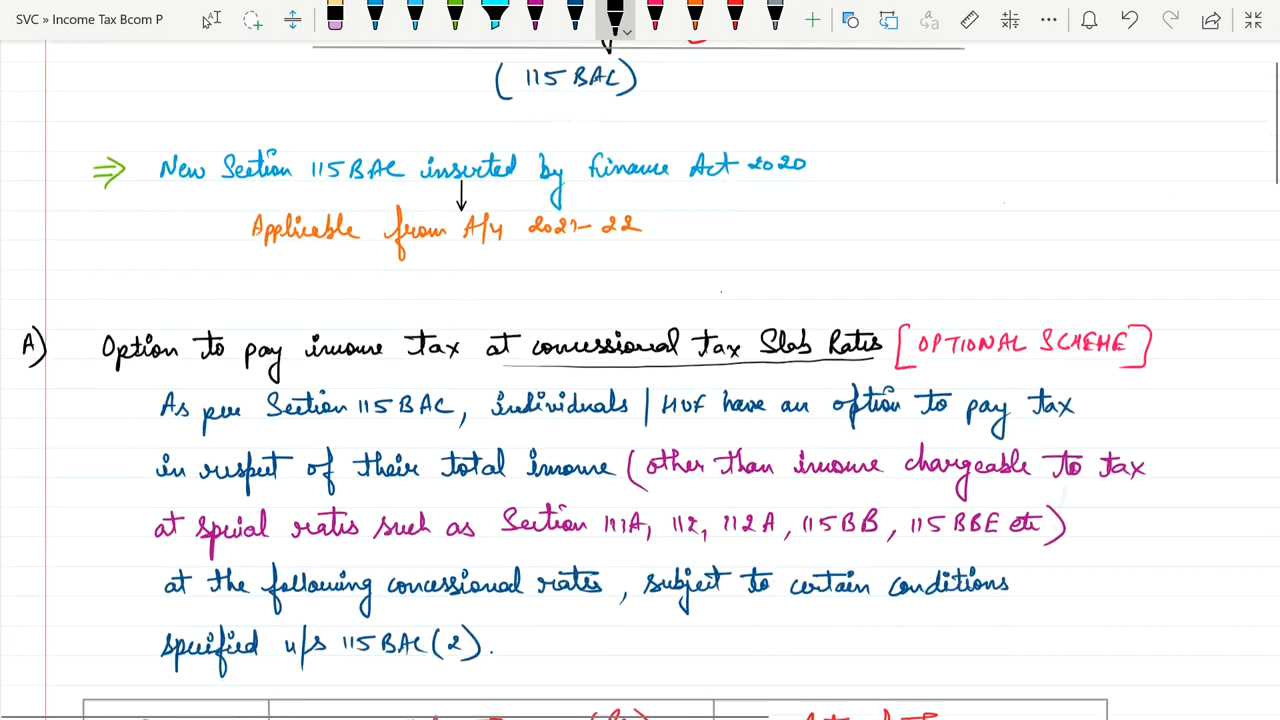 SVC » Income Tax Bcom P
(115BAC)
⇒ New Section 115BAC inserted by Finance Act 2020
Applicable from A/Y 2021-22
A) Option to pay income tax at concessional tax Slab Rates [OPTIONAL SCHEME]
As per Section 115BAC, individuals | HUF have an option to pay tax
in respect of their total income (other than income chargeable to tax
at special rates such as Section 111A, 112, 112A, 115BB, 115BBE etc)
at the following concessional rates, subject to certain conditions
specified u/s 115BAC(2).